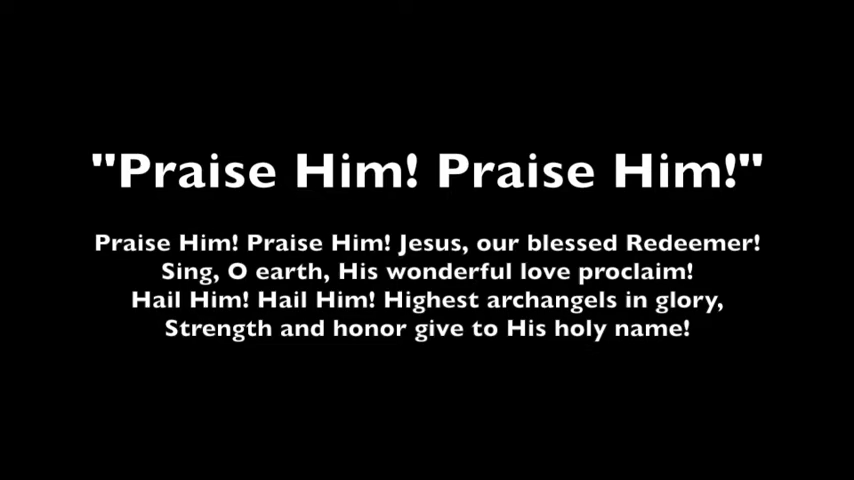 "Praise Him! Praise Him!"
Praise Him! Praise Him! Jesus, our blessed Redeemer!
Sing, O earth, His wonderful love proclaim!
Hail Him! Hail Him! Highest archangels in glory,
Strength and honor give to His holy name!